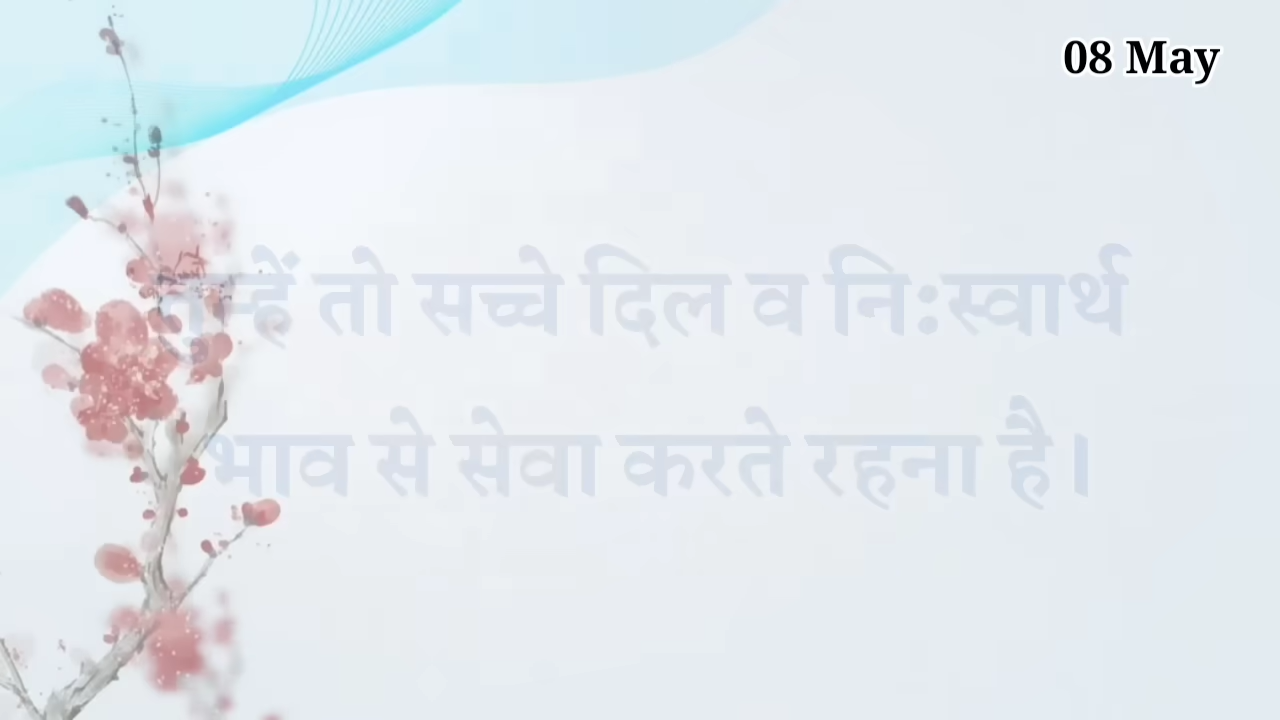 08 May
तुम्हें तो सच्चे दिल व नि:स्वार्थ
भाव से सेवा करते रहना है।